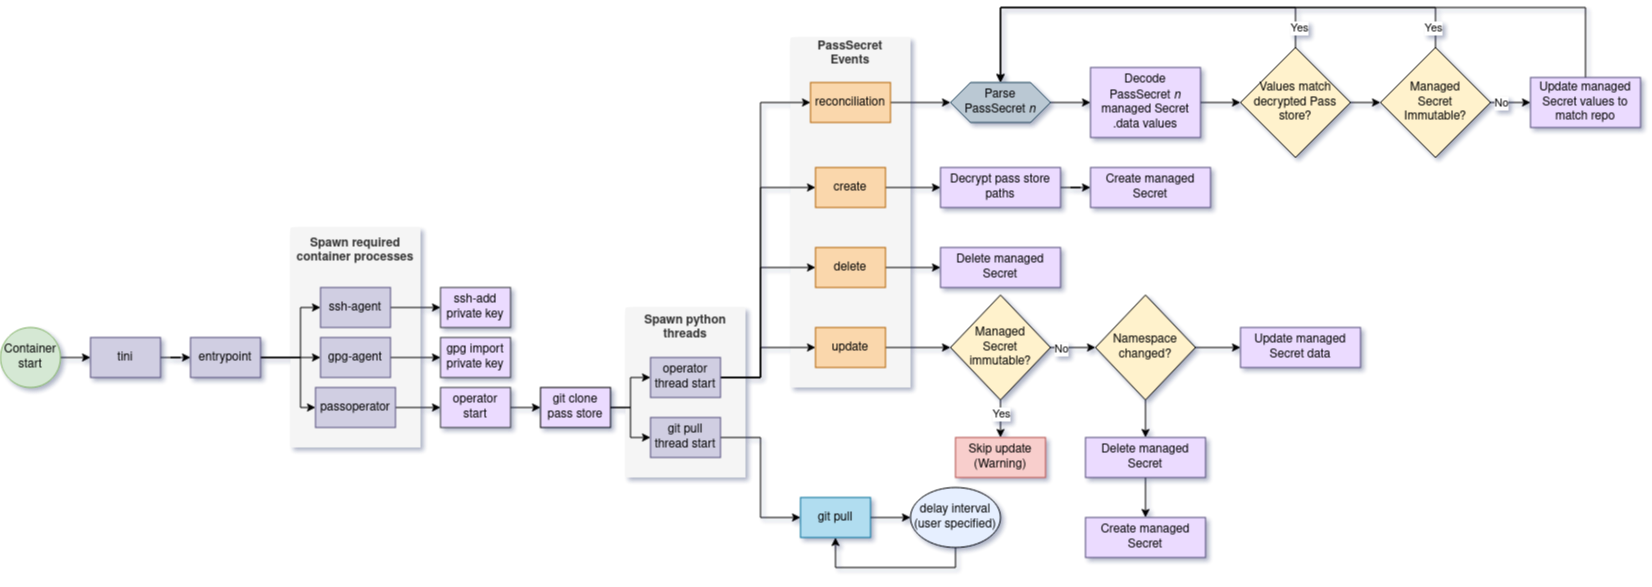 Container
start
tini
entrypoint
Spawn required
container processes
ssh-agent
gpg-agent
passoperator
ssh-add
private key
gpg import
private key
operator
start
git clone
pass store
Spawn python
threads
operator
thread start
git pull
thread start
PassSecret
Events
reconciliation
create
delete
update
Parse
PassSecret n
Decode
PassSecret n
managed Secret
.data values
Yes
Values match
decrypted Pass
store?
Yes
Managed
Secret
Immutable?
No
Update managed
Secret values to
match repo
Decrypt pass store
paths
Create managed
Secret
Delete managed
Secret
Managed
Secret
immutable?
No
Namespace
changed?
Update managed
Secret data
Yes
Skip update
(Warning)
Delete managed
Secret
Create managed
Secret
git pull
delay interval
(user specified)